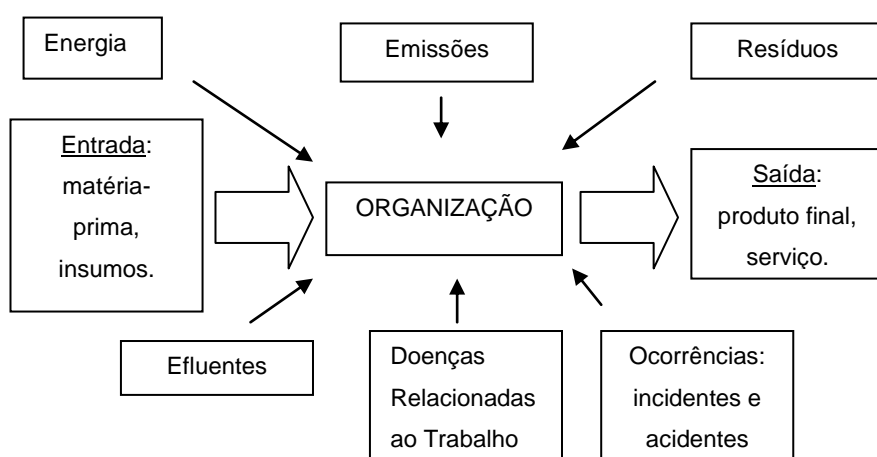 Energia
Emissões
Resíduos
Entrada:
matéria-
prima,
insumos.
ORGANIZAÇÃO
Saída:
produto final,
serviço.
Efluentes
Doenças
Relacionadas
ao Trabalho
Ocorrências:
incidentes e
acidentes